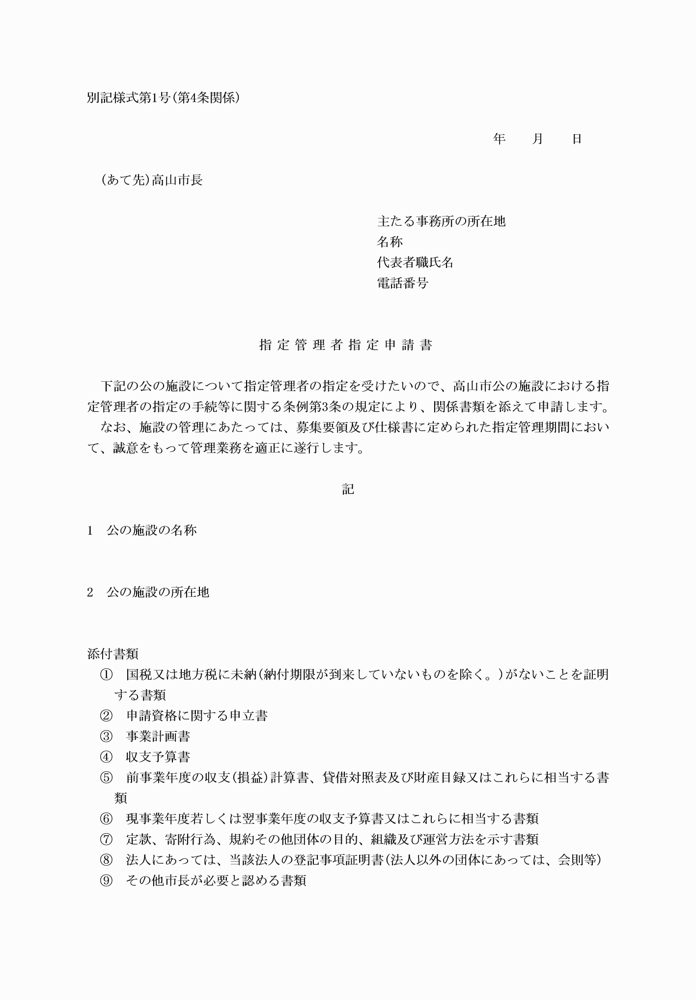 別記様式第1号(第4条関係)
年　　月　　日
(あて先)高山市長
主たる事務所の所在地
名称
代表者職氏名
電話番号
指定管理者指定申請書
下記の公の施設について指定管理者の指定を受けたいので、高山市公の施設における指
定管理者の指定の手続等に関する条例第3条の規定により、関係書類を添えて申請します。
なお、施設の管理にあたっては、募集要領及び仕様書に定められた指定管理期間におい
て、誠意をもって管理業務を適正に遂行します。
記
1　公の施設の名称
2　公の施設の所在地
添付書類
①　国税又は地方税に未納(納付期限が到来していないものを除く。)がないことを証明
する書類
②　申請資格に関する申立書
③　事業計画書
④　収支予算書
⑤　前事業年度の収支(損益)計算書、貸借対照表及び財産目録又はこれらに相当する書
類
⑥　現事業年度若しくは翌事業年度の収支予算書又はこれらに相当する書類
⑦　定款、寄附行為、規約その他団体の目的、組織及び運営方法を示す書類
⑧　法人にあっては、当該法人の登記事項証明書(法人以外の団体にあっては、会則等)
⑨　その他市長が必要と認める書類